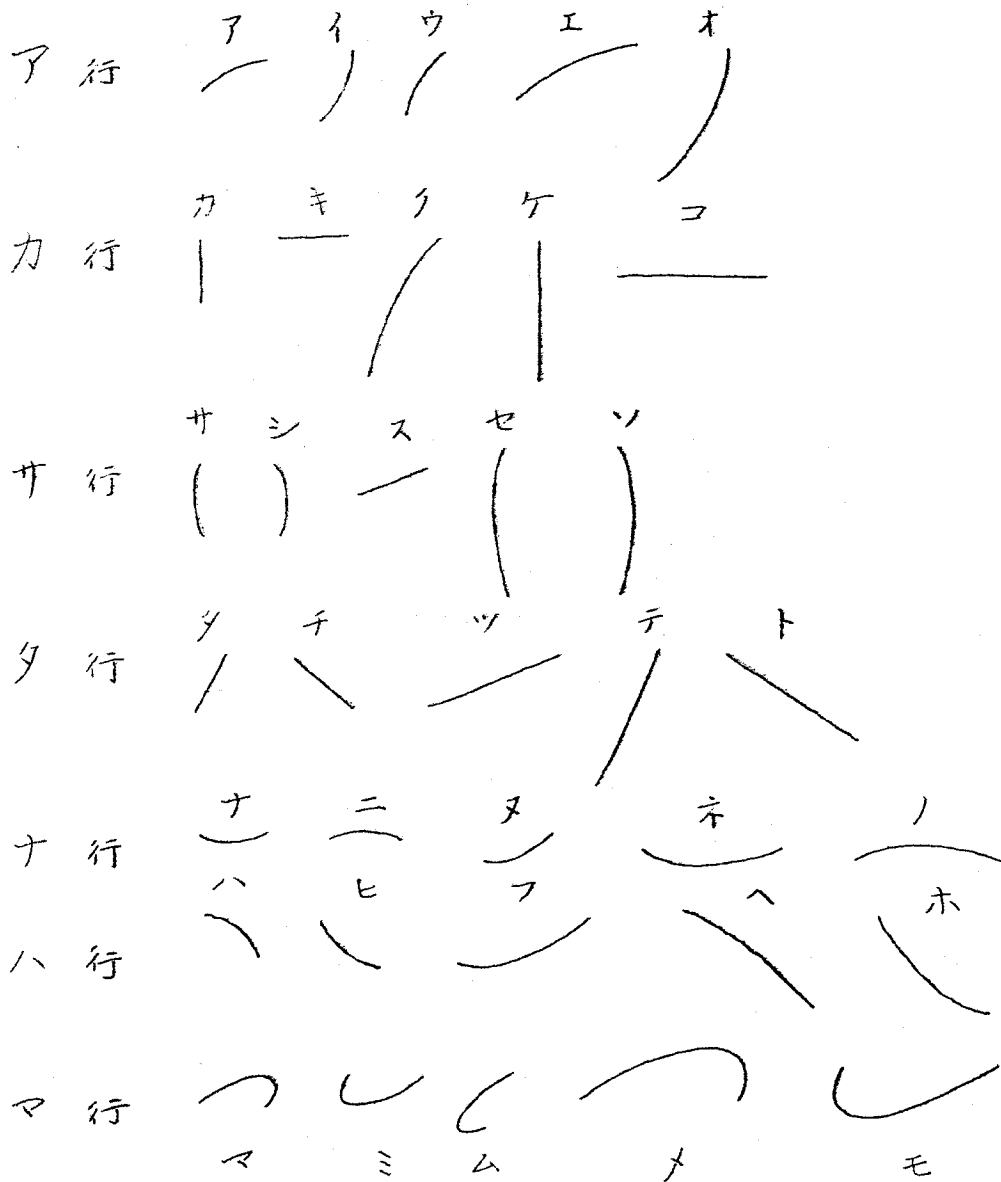 ア行 ア イ ウ エ オ
カ行 カ キ ク ケ コ
サ行 サ シ ス セ ソ
タ行 タ チ ツ テ ト
ナ行 ナ ニ ヌ ネ ノ
ハ行 ハ ヒ フ ヘ ホ
マ行 マ ミ ム メ モ